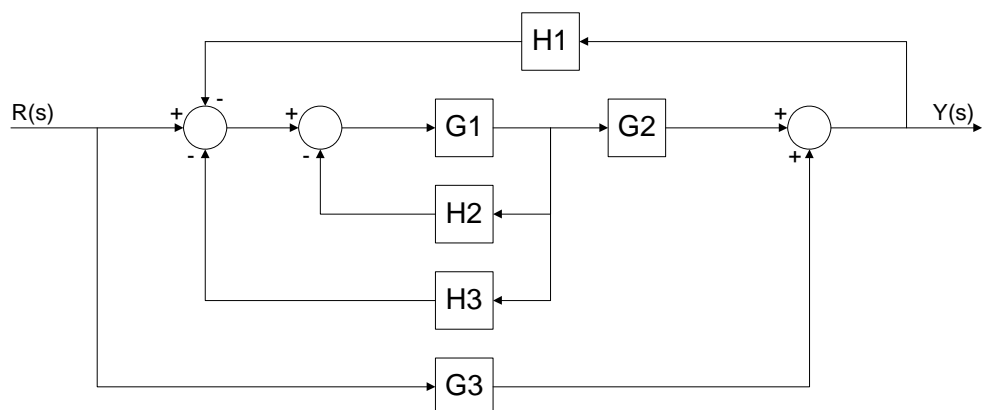 H1
-
R(s) + + G1 G2 + Y(s)
- - +
H2
H3
G3